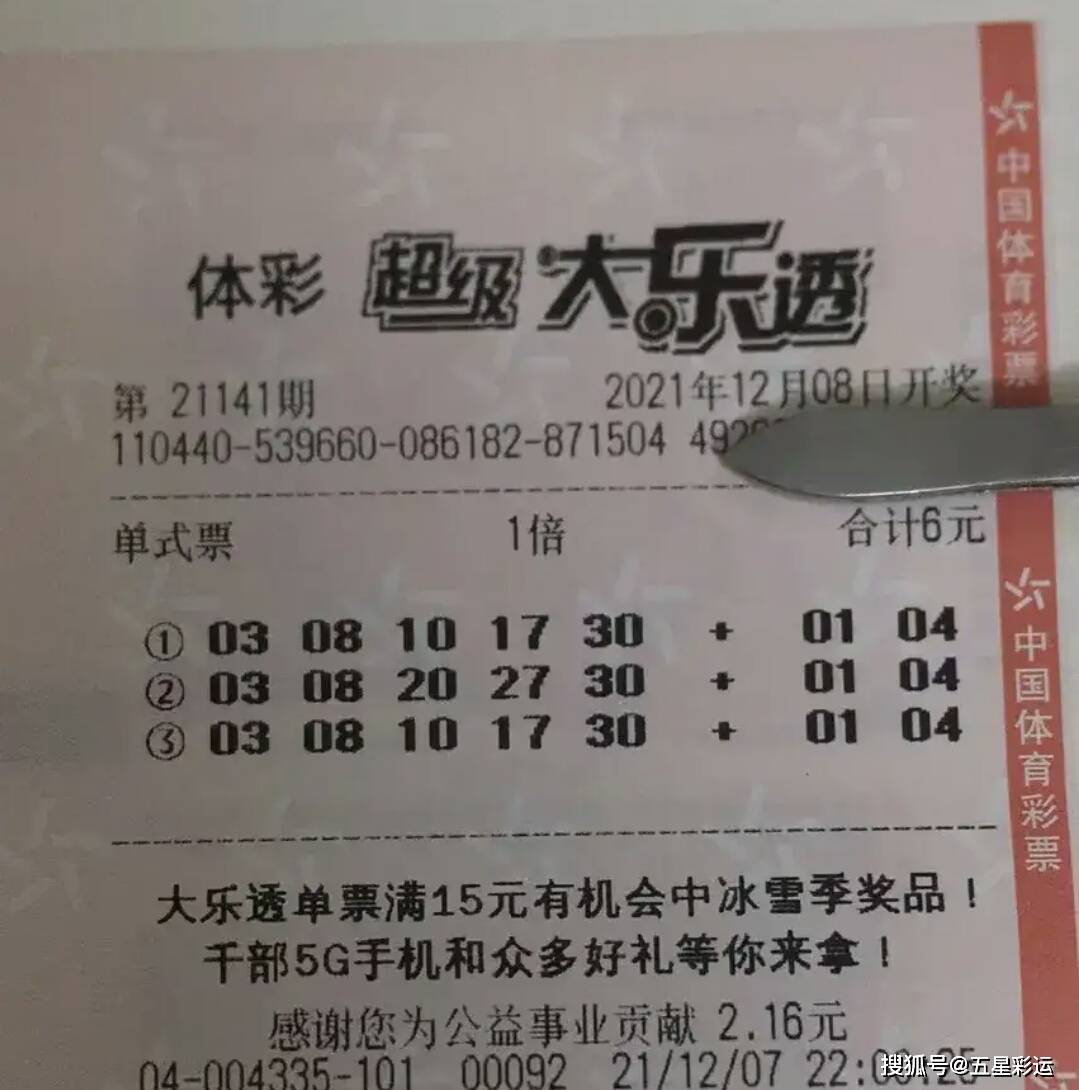 体彩 超级大乐透
第 21141期 2021年12月08日开奖
110440-539660-086182-871504 492
单式票 1倍 合计6元
① 03 08 10 17 30 + 01 04
② 03 08 20 27 30 + 01 04
③ 03 08 10 17 30 + 01 04
大乐透单票满15元有机会中冰雪季奖品！
千部5G手机和众多好礼等你来拿！
感谢您为公益事业贡献 2.16元
04-004335-101 00092 21/12/07 22:
中国体育彩票
中国体育彩票
搜狐号@五星彩运